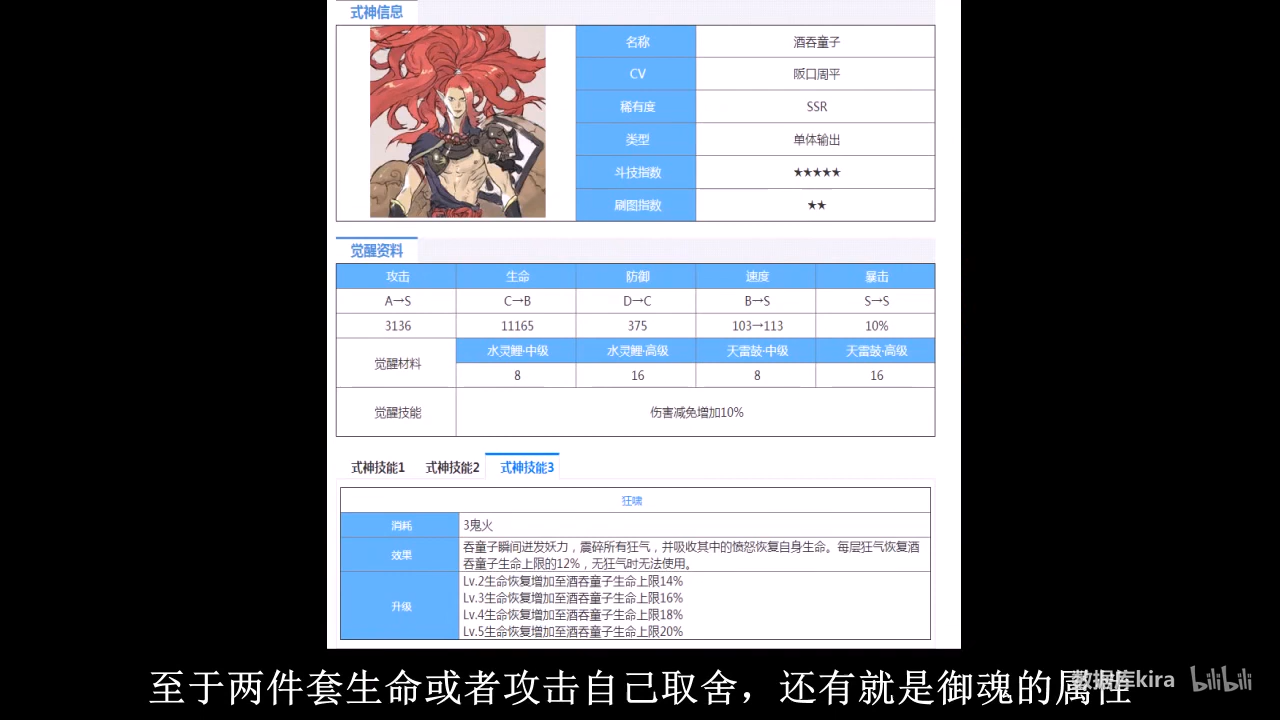 式神信息
名称 酒吞童子
CV 阪口周平
稀有度 SSR
类型 单体输出
斗技指数 ★★★★★
刷图指数 ★★
觉醒资料
攻击 生命 防御 速度 暴击
A→S C→B D→C B→S S→S
3136 11165 375 103→113 10%
觉醒材料
水灵鲤·中级 水灵鲤·高级 天雷鼓·中级 天雷鼓·高级
8 16 8 16
觉醒技能 伤害减免增加10%
式神技能1 式神技能2 式神技能3
狂啸
消耗 3鬼火
效果
吞童子瞬间迸发妖力，震碎所有狂气，并吸收其中的愤怒恢复自身生命。每层狂气恢复酒
吞童子生命上限的12%，无狂气时无法使用。
升级
Lv.2生命恢复增加至酒吞童子生命上限14%
Lv.3生命恢复增加至酒吞童子生命上限16%
Lv.4生命恢复增加至酒吞童子生命上限18%
Lv.5生命恢复增加至酒吞童子生命上限20%
至于两件套生命或者攻击自己取舍，还有就是御魂的属性
数据库kira bilibili